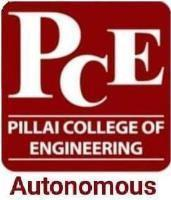 PCE
PILLAI COLLEGE OF
ENGINEERING
Autonomous